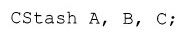 CStash A, B, C;